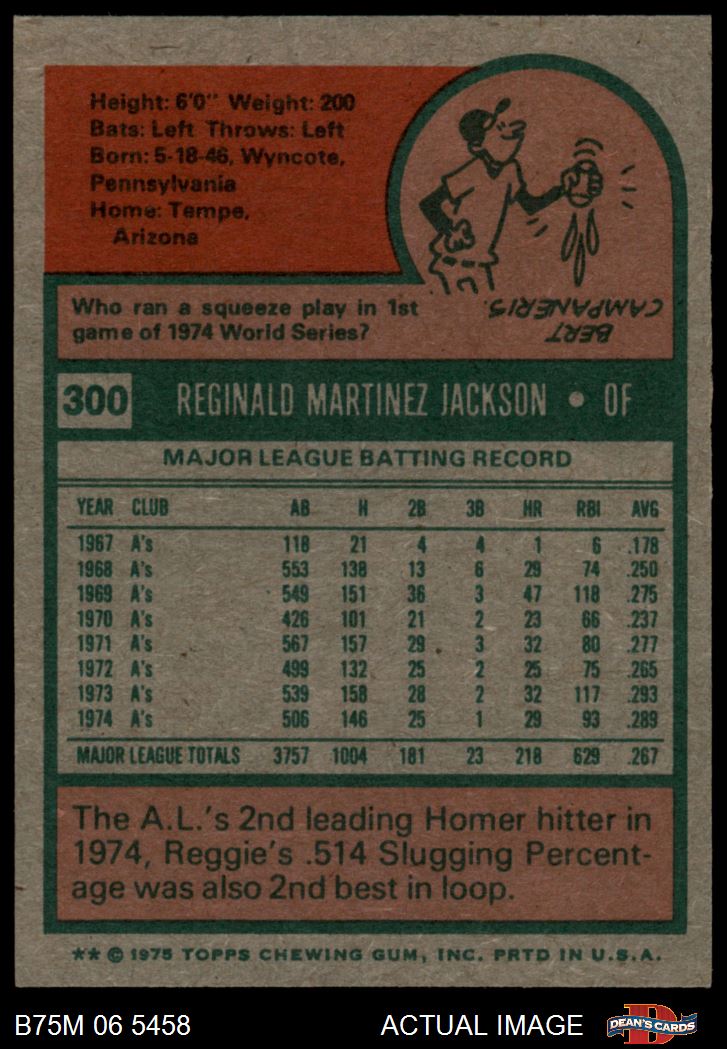 Height: 6'0" Weight: 200
Bats: Left Throws: Left
Born: 5-18-46, Wyncote,
Pennsylvania
Home: Tempe,
Arizona
Who ran a squeeze play in 1st
game of 1974 World Series?
BERT
CAMPANERIS.
300 REGINALD MARTINEZ JACKSON • OF
MAJOR LEAGUE BATTING RECORD
YEAR CLUB AB H 2B 3B HR RBI AVG
1967 A's 118 21 4 4 1 6 .178
1968 A's 553 138 13 6 29 74 .250
1969 A's 549 151 36 3 47 118 .275
1970 A's 426 101 21 2 23 66 .237
1971 A's 567 157 29 3 32 80 .277
1972 A's 499 132 25 2 25 75 .265
1973 A's 539 158 28 2 32 117 .293
1974 A's 506 146 25 1 29 93 .289
MAJOR LEAGUE TOTALS 3757 1004 181 23 218 629 .267
The A.L.'s 2nd leading Homer hitter in
1974, Reggie's .514 Slugging Percent-
age was also 2nd best in loop.
** © 1975 TOPPS CHEWING GUM, INC. PRTD IN U.S.A.
B75M 06 5458 ACTUAL IMAGE D DEAN'S CARDS